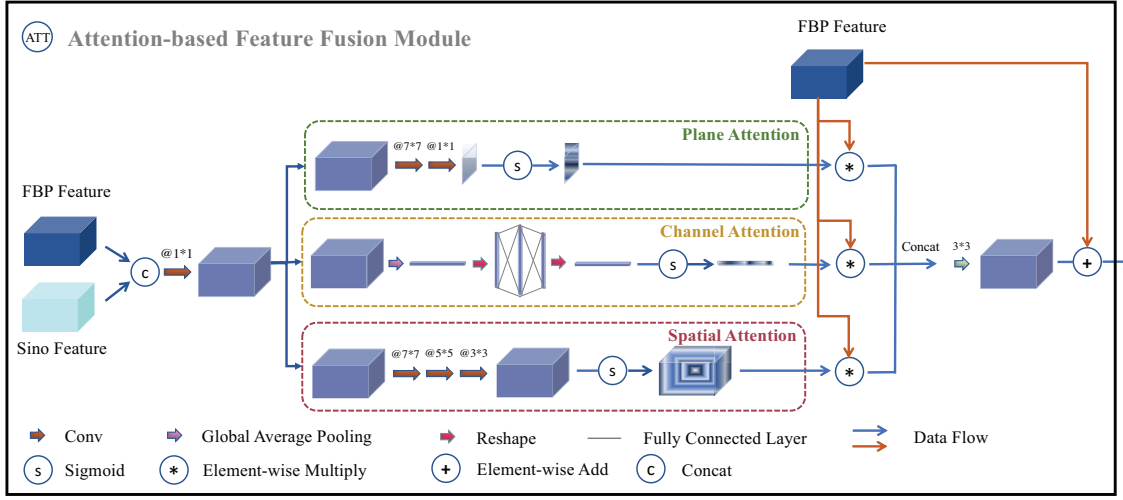 ATT Attention-based Feature Fusion Module
FBP Feature
Plane Attention
@7*7 @1*1
s
*
FBP Feature
@1*1
c
Sino Feature
Channel Attention
s
*
Concat 3*3
+
Spatial Attention
@7*7 @5*5 @3*3
s
*
Conv Global Average Pooling Reshape Fully Connected Layer Data Flow
s Sigmoid * Element-wise Multiply + Element-wise Add c Concat